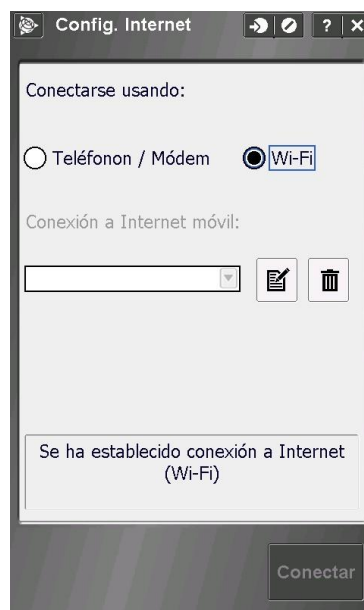 Config. Internet ? X
Conectarse usando:
Teléfonon / Módem Wi-Fi
Conexión a Internet móvil:
Se ha establecido conexión a Internet
(Wi-Fi)
Conectar